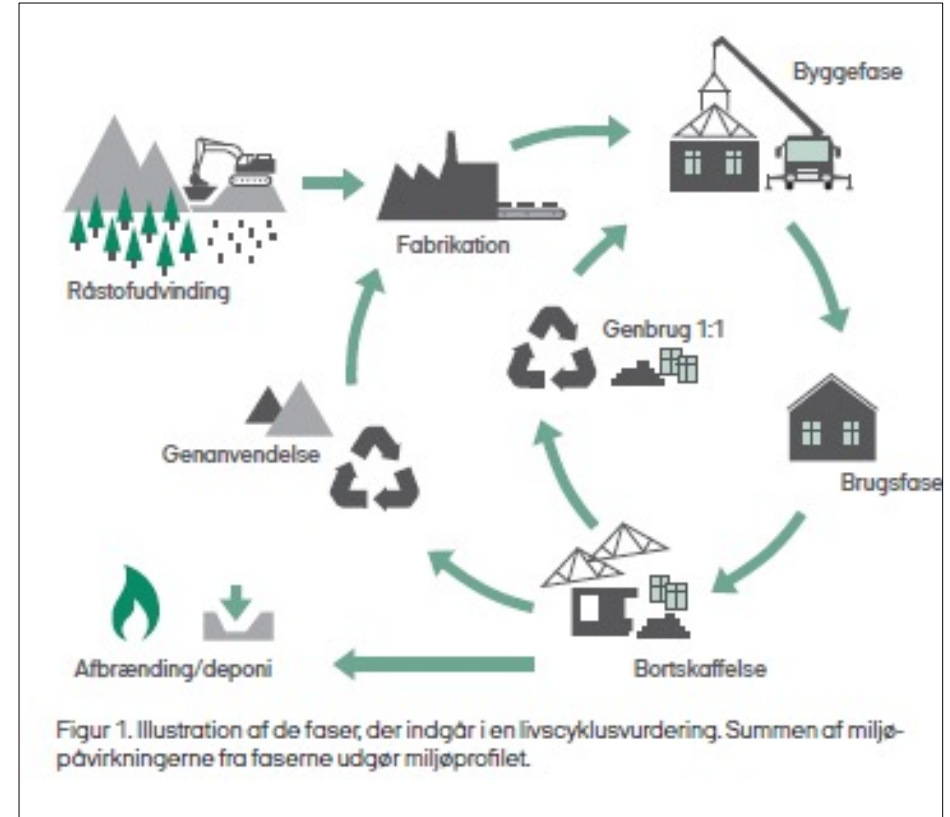 Byggefase
Fabrikation
Råstofudvinding
Genbrug 1:1
Genanvendelse
Brugsfase
Afbrænding/deponi
Bortskaffelse
Figur 1. Illustration af de faser, der indgår i en livscyklusvurdering. Summen af miljø-
påvirkningerne fra faserne udgør miljøprofilet.